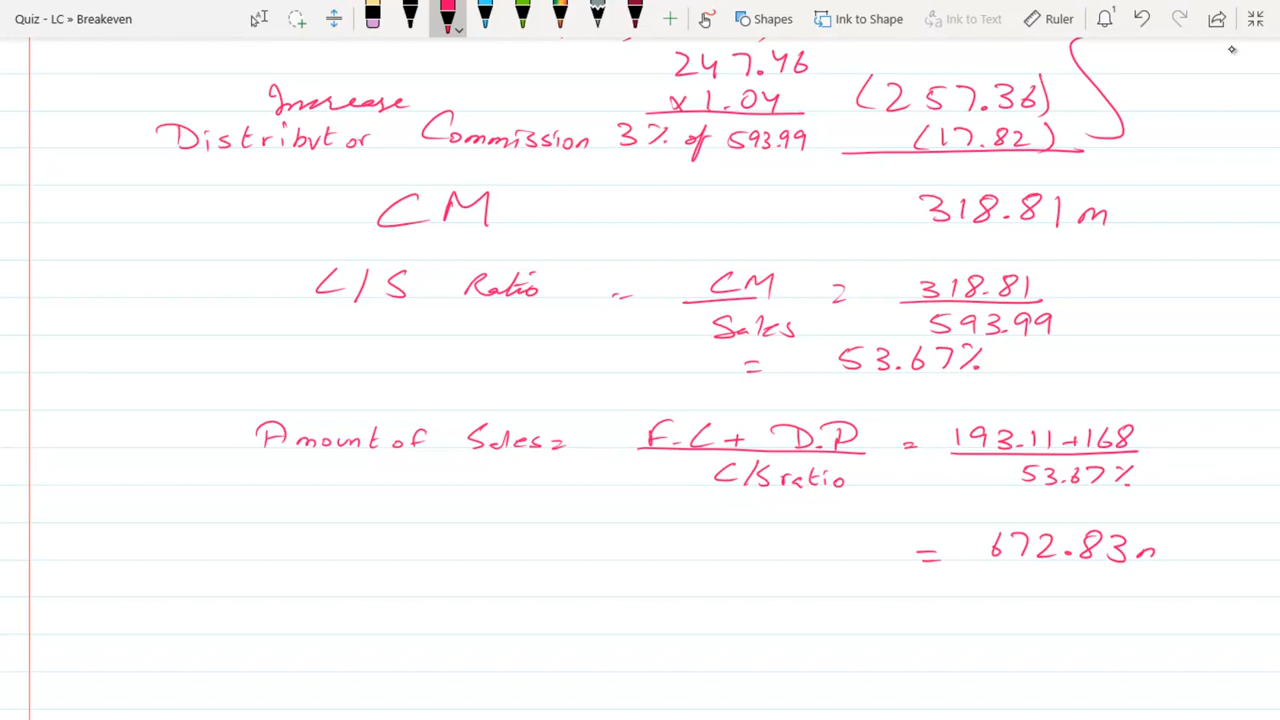 Quiz - LC » Breakeven
Shapes Ink to Shape Ink to Text Ruler
247.46
Increase x 1.04 (257.36)
Distributor Commission 3% of 593.99 (17.82)
CM 318.81 m
C/S Ratio = CM / Sales = 318.81 / 593.99
= 53.67%
Amount of Sales = F.C + D.P / C/S ratio = 193.11 + 168 / 53.67%
= 672.83 m